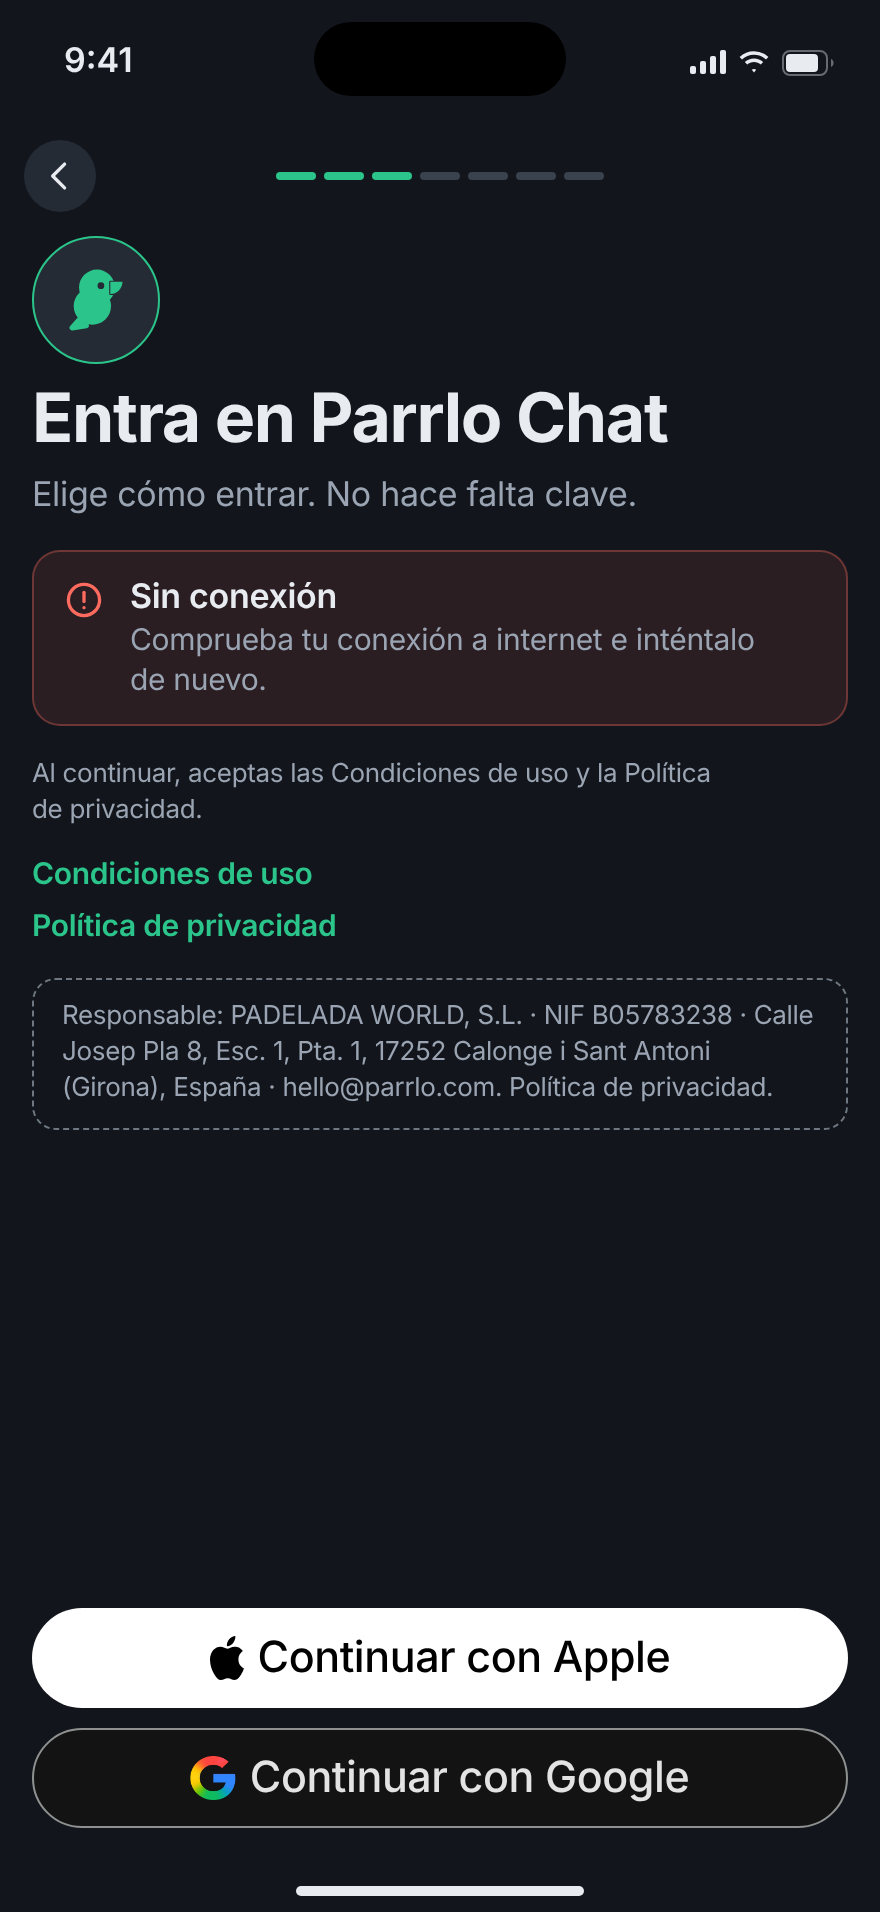 9:41
Entra en Parrlo Chat
Elige cómo entrar. No hace falta clave.
Sin conexión
Comprueba tu conexión a internet e inténtalo
de nuevo.
Al continuar, aceptas las Condiciones de uso y la Política
de privacidad.
Condiciones de uso
Política de privacidad
Responsable: PADELADA WORLD, S.L. · NIF B05783238 · Calle
Josep Pla 8, Esc. 1, Pta. 1, 17252 Calonge i Sant Antoni
(Girona), España · hello@parrlo.com. Política de privacidad.
Continuar con Apple
Continuar con Google